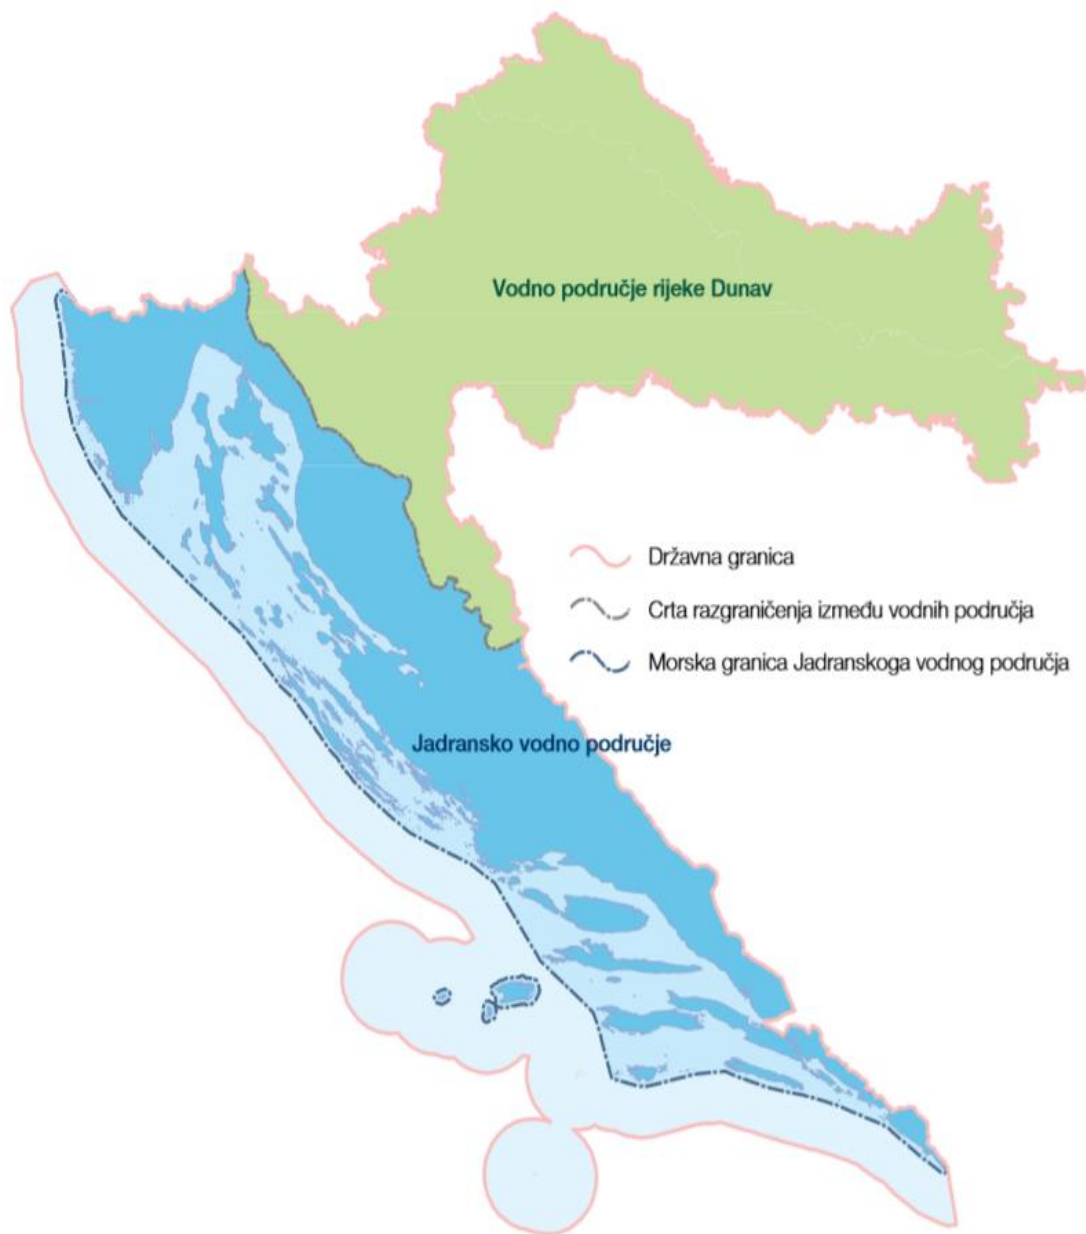 Vodno područje rijeke Dunav
Državna granica
Crta razgraničenja između vodnih područja
Morska granica Jadranskoga vodnog područja
Jadransko vodno područje